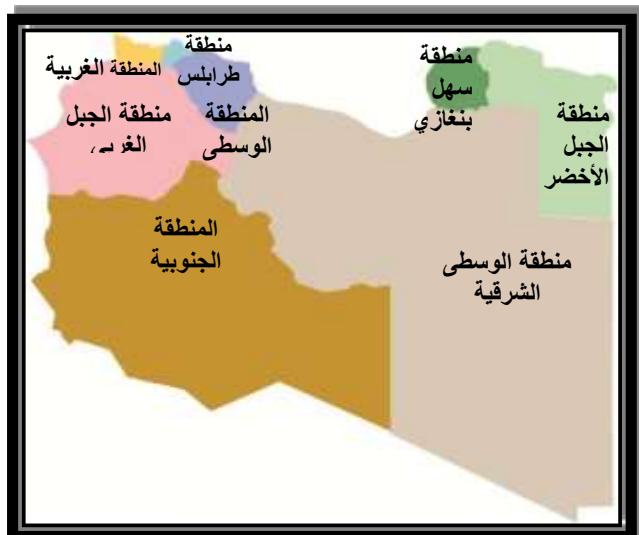 منطقة
طرابلس
المنطقة الغربية
منطقة الجبل
الغربي
المنطقة
الوسطى
منطقة
سهل
بنغازي
منطقة
الجبل
الأخضر
المنطقة
الجنوبية
منطقة الوسطى
الشرقية